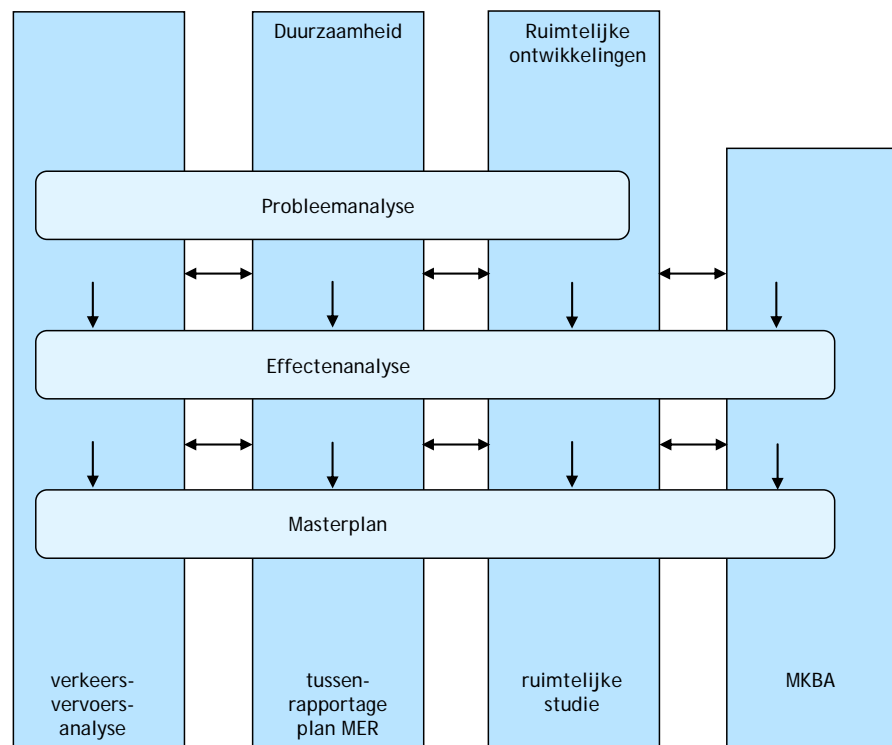 Duurzaamheid
Ruimtelijke
ontwikkelingen
Probleemanalyse
Effectenanalyse
Masterplan
verkeers-
vervoers-
analyse
tussen-
rapportage
plan MER
ruimtelijke
studie
MKBA